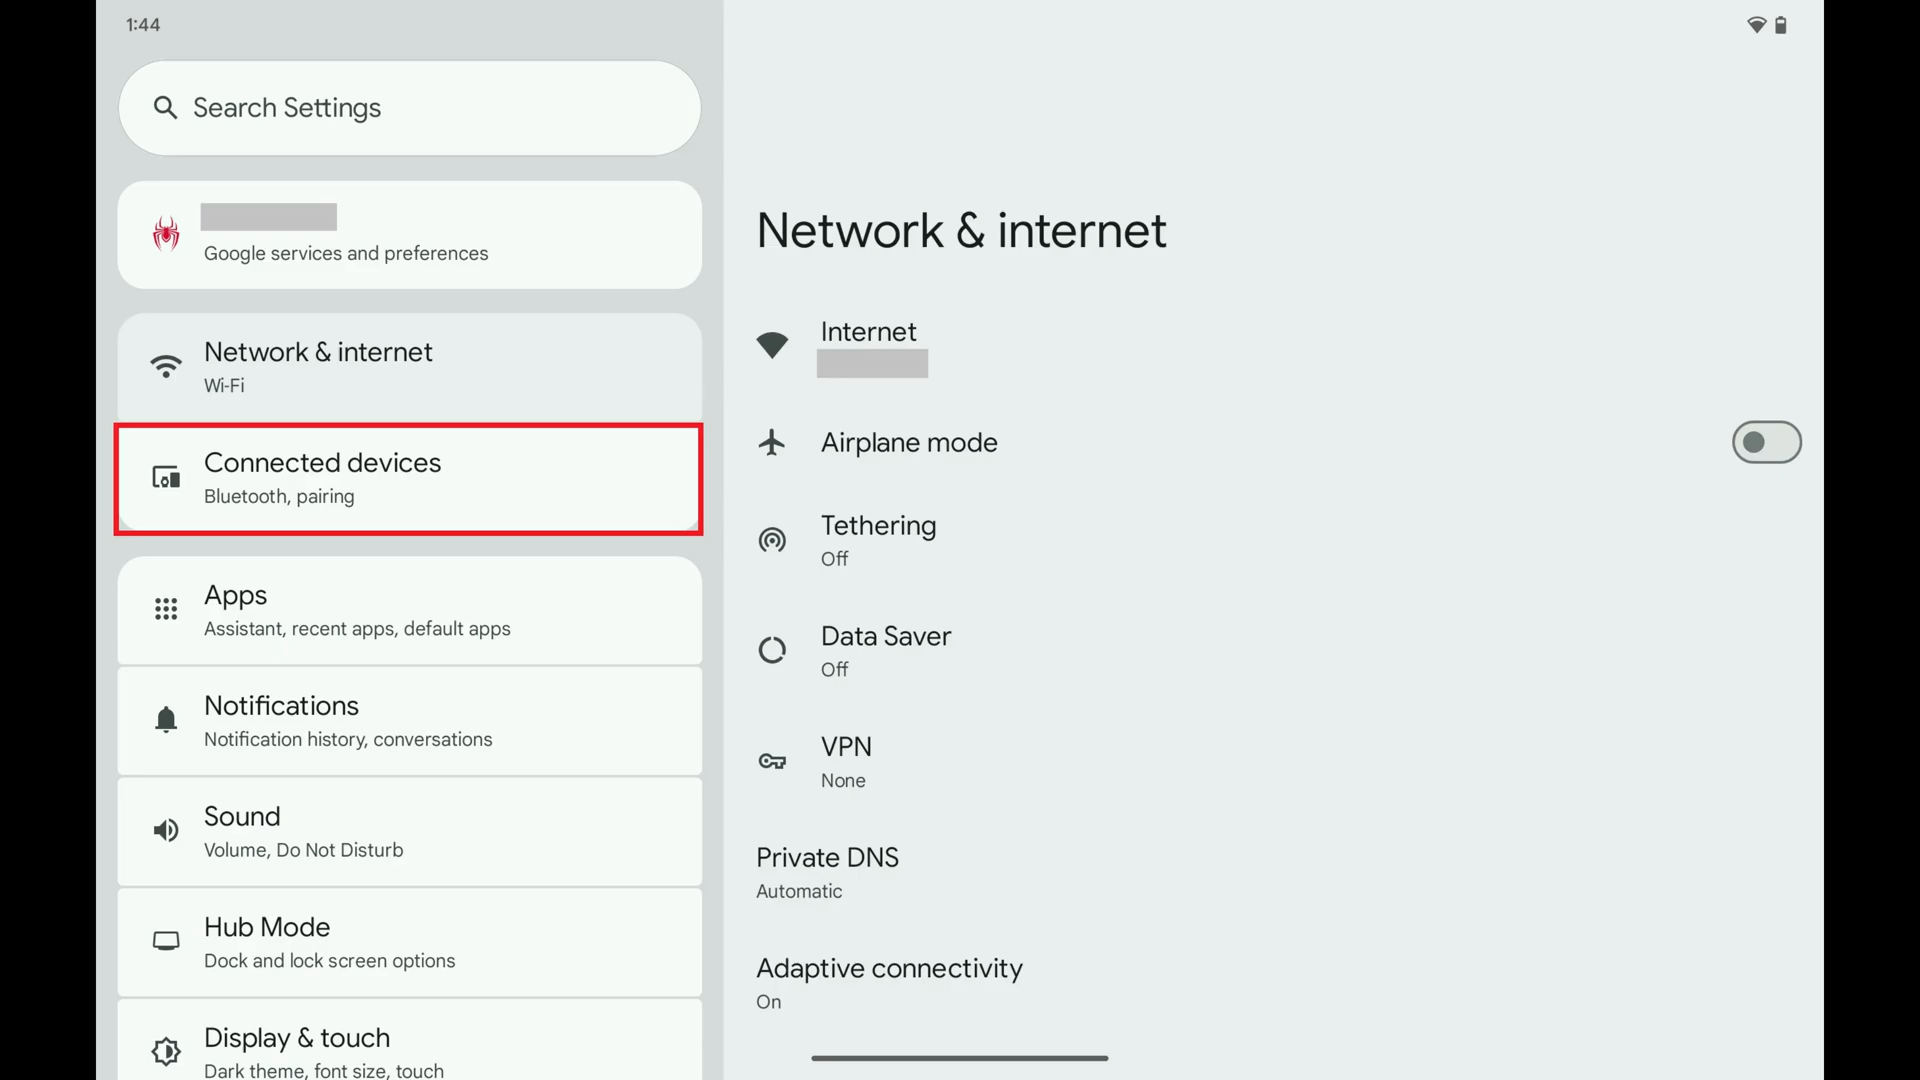 1:44
Search Settings
Google services and preferences
Network & internet
Wi-Fi
Connected devices
Bluetooth, pairing
Apps
Assistant, recent apps, default apps
Notifications
Notification history, conversations
Sound
Volume, Do Not Disturb
Hub Mode
Dock and lock screen options
Display & touch
Dark theme, font size, touch
Network & internet
Internet
Airplane mode
Tethering
Off
Data Saver
Off
VPN
None
Private DNS
Automatic
Adaptive connectivity
On